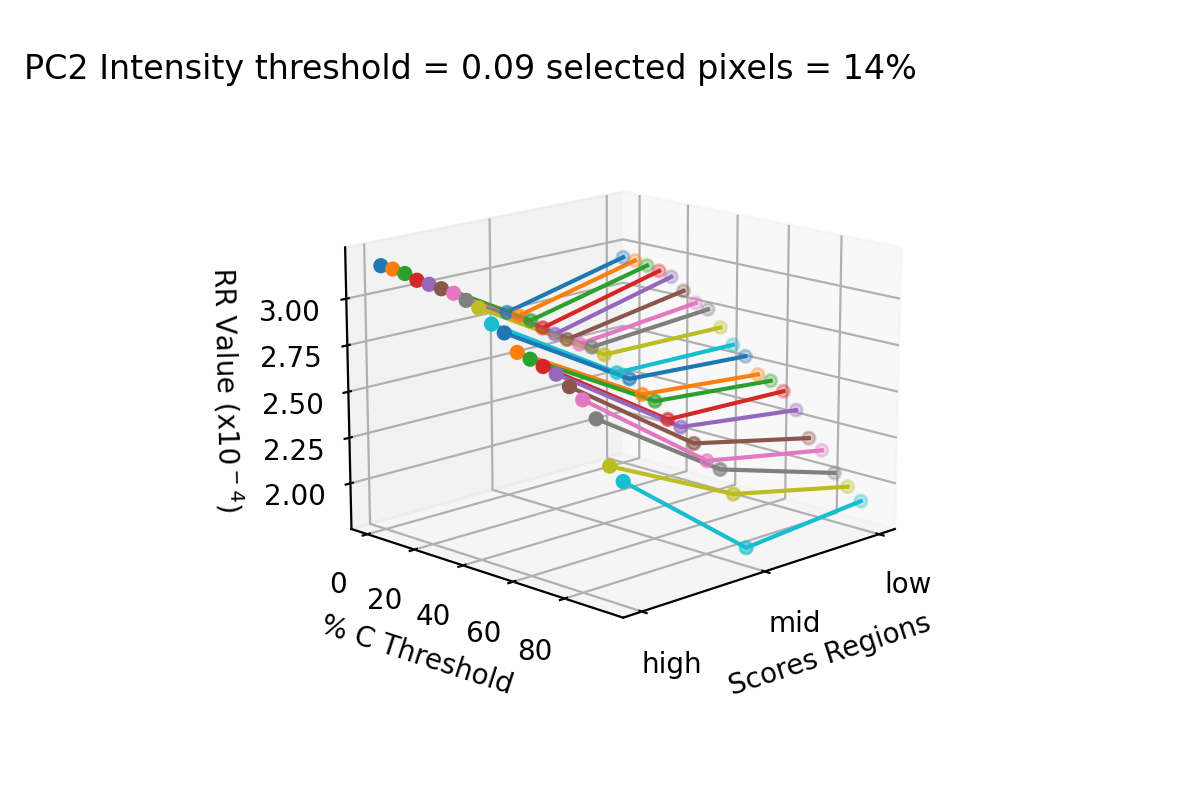 PC2 Intensity threshold = 0.09 selected pixels = 14%
RR Value (x10⁻⁴)
3.00
2.75
2.50
2.25
2.00
0
20
40
60
80
% C Threshold
high
mid
low
Scores Regions